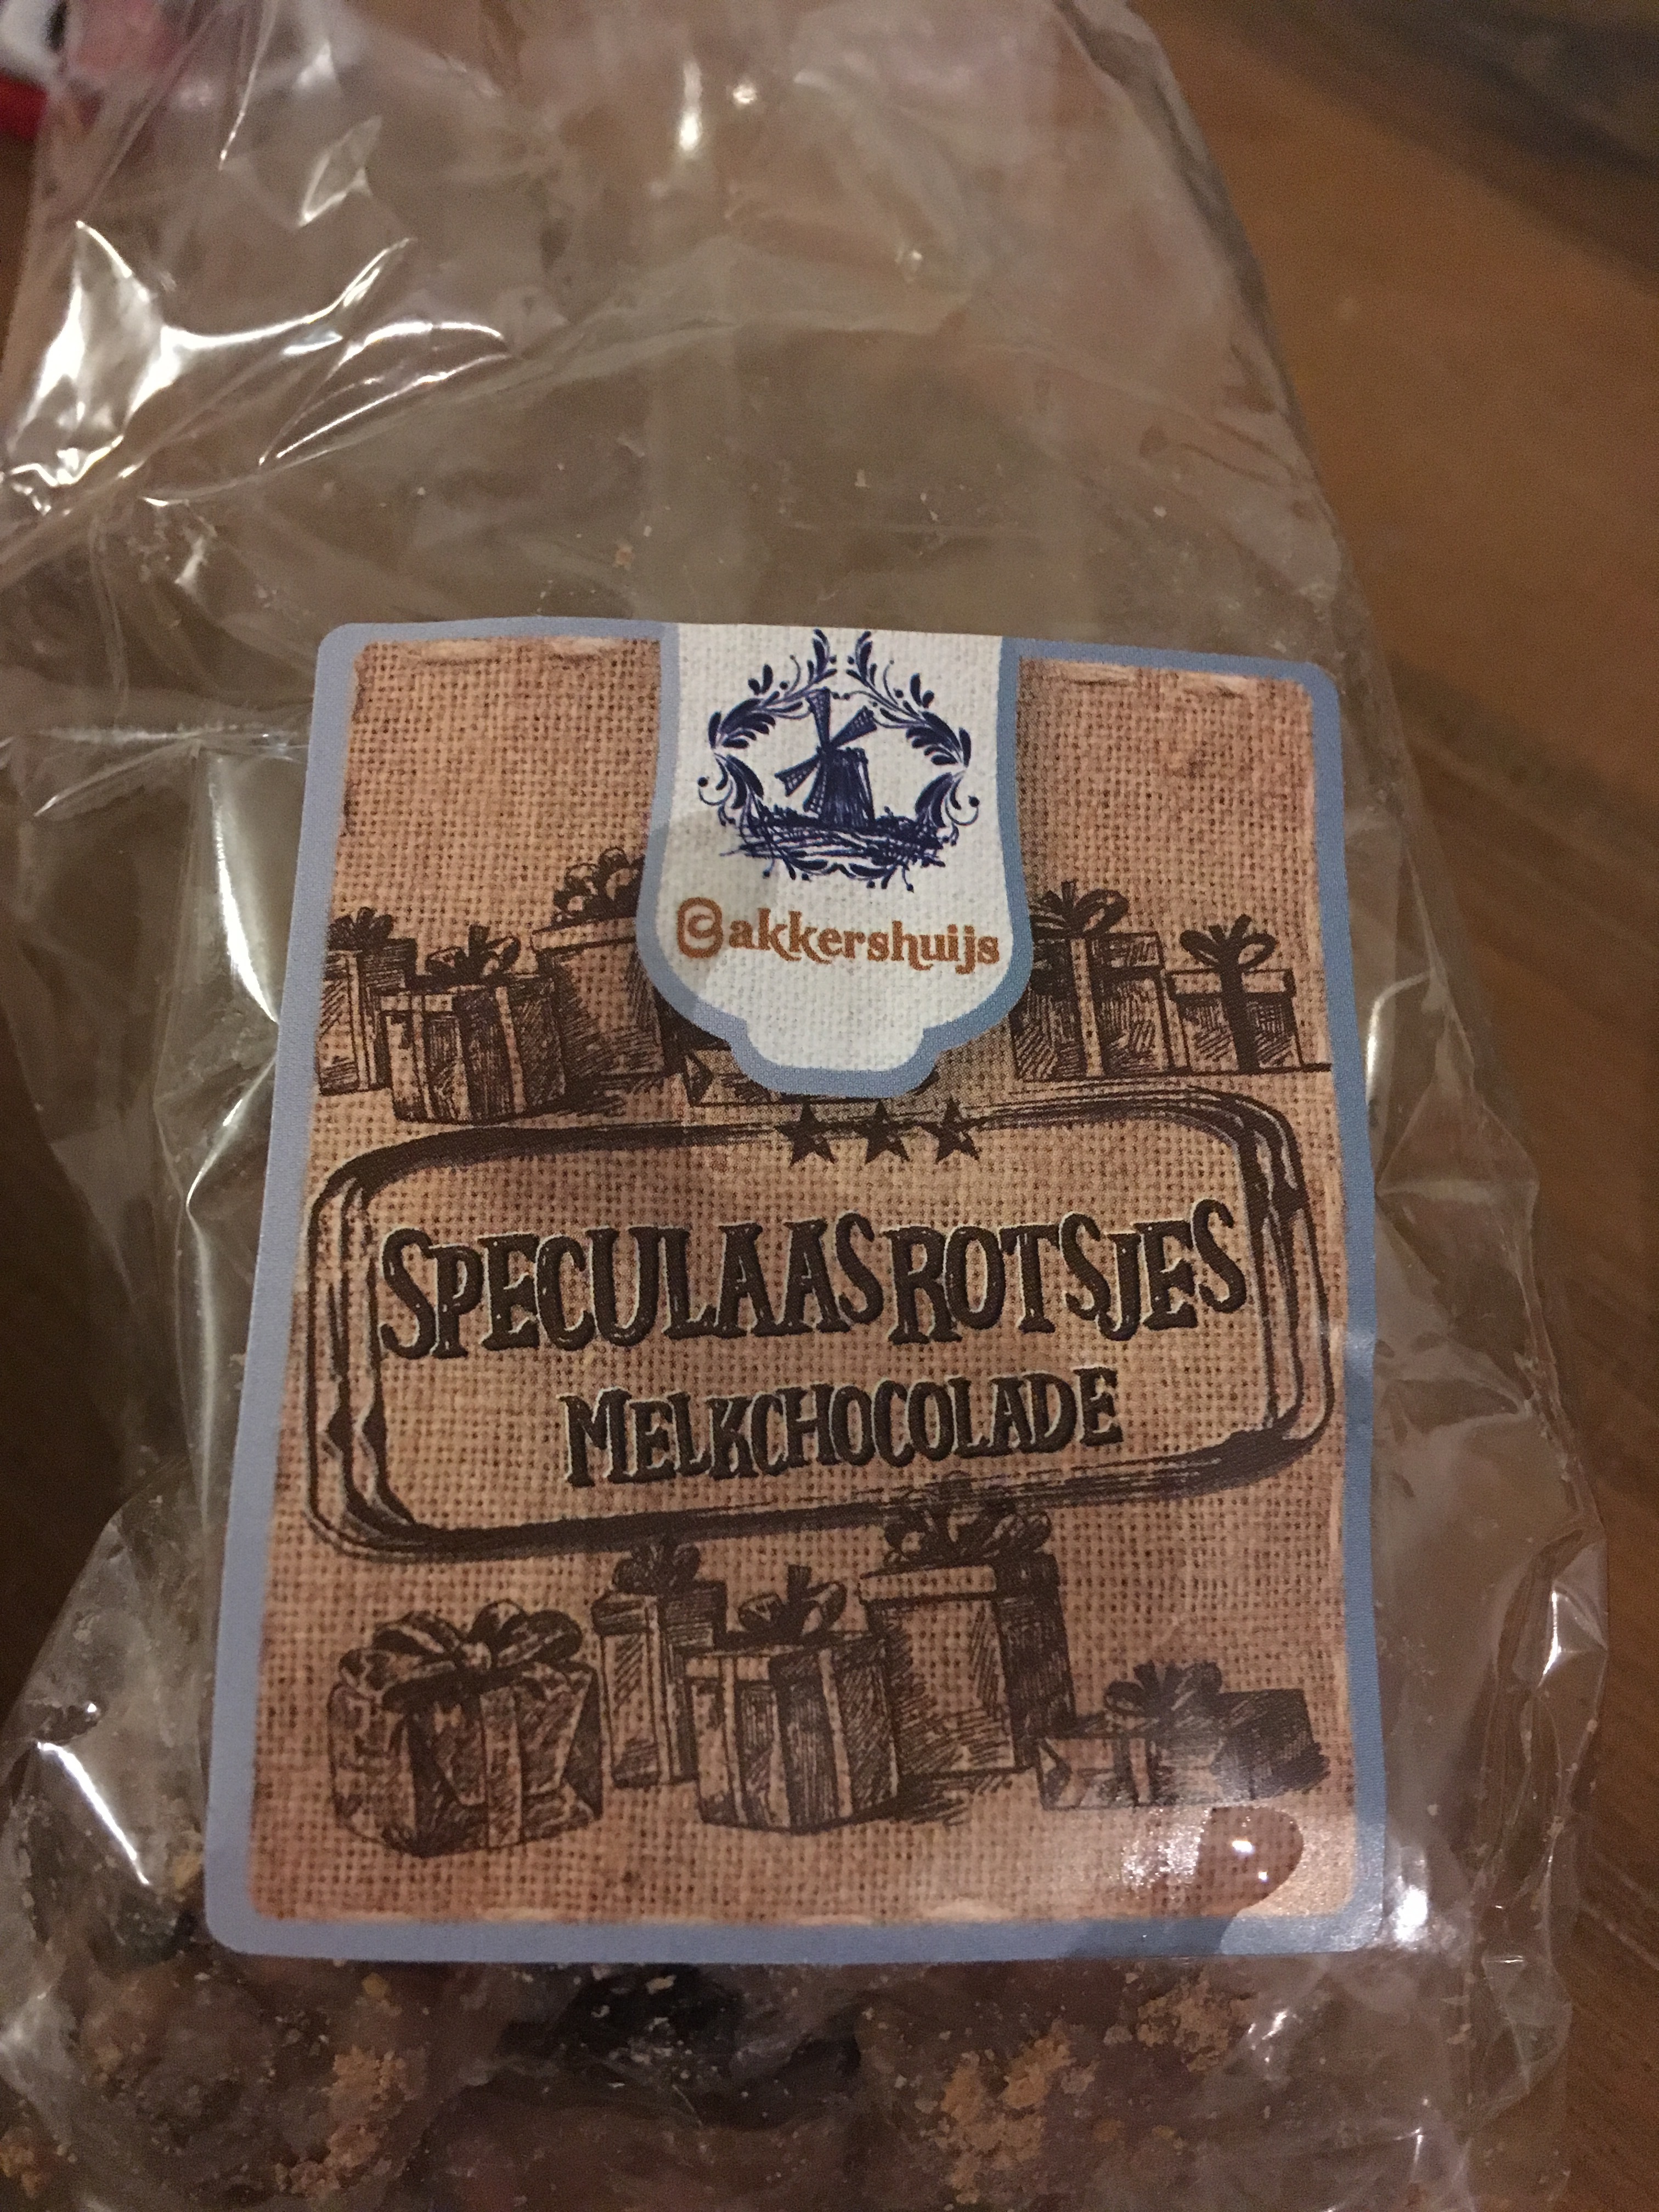 Bakkershuijs
SPECULAASROTSJES
MELKCHOCOLADE